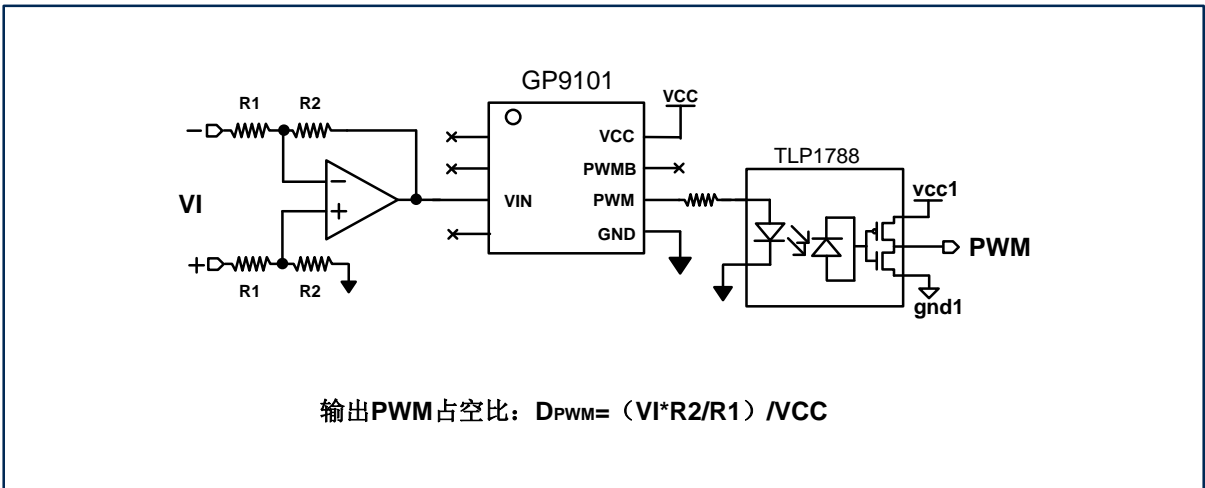 GP9101
R1
R2
VCC
VCC
PWMB
VIN
PWM
GND
TLP1788
vcc1
VI
PWM
gnd1
R1
R2
−
+
−
+
输出PWM占空比：DPWM=（VI*R2/R1）/VCC